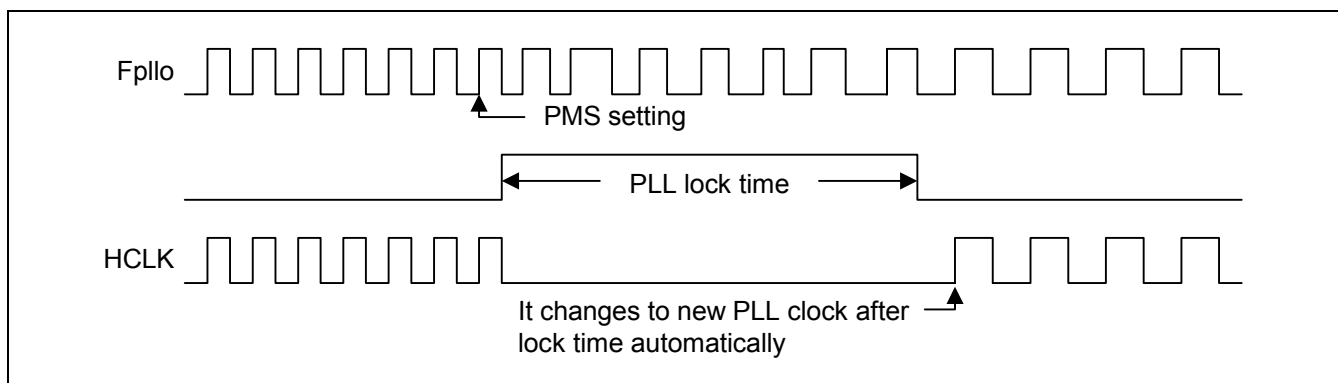 Fpllo
PMS setting
PLL lock time
HCLK
It changes to new PLL clock after
lock time automatically